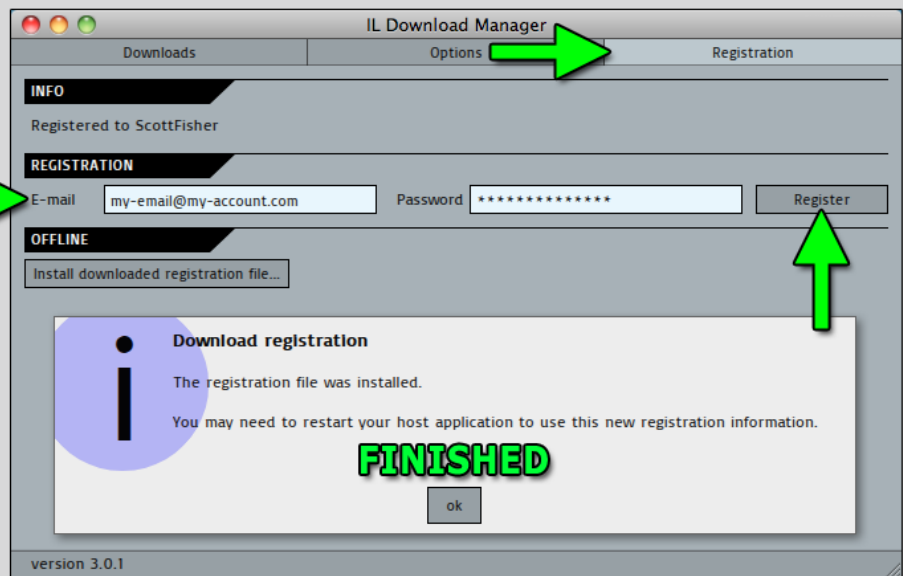 IL Download Manager
Downloads Options Registration
INFO
Registered to ScottFisher
REGISTRATION
E-mail my-email@my-account.com Password ************** Register
OFFLINE
Install downloaded registration file...
Download registration
The registration file was installed.
You may need to restart your host application to use this new registration information.
FINISHED
ok
version 3.0.1